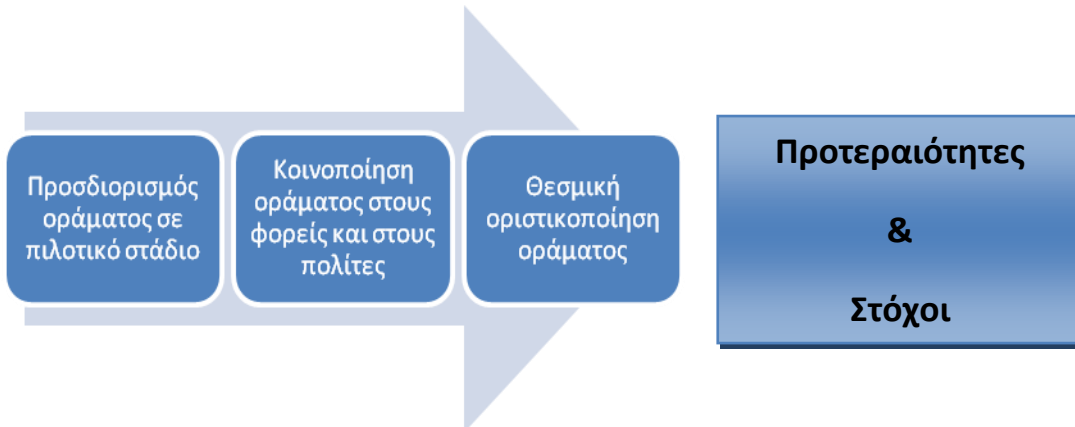 Προσδιορισμός
οράματος σε
πιλοτικό στάδιο
Κοινοποίηση
οράματος στους
φορείς και στους
πολίτες
Θεσμική
οριστικοποίηση
οράματος
Προτεραιότητες
&
Στόχοι